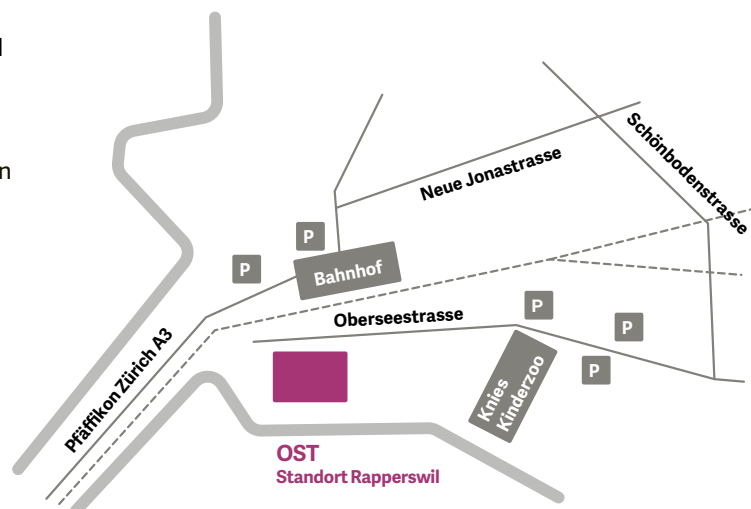 l
n
Schönbodenstrasse
Neue Jonastrasse
P
P
Bahnhof
P
Oberseestrasse
P
P
Pfäffikon Zürich A3
Knies
Kinderzoo
OST
Standort Rapperswil